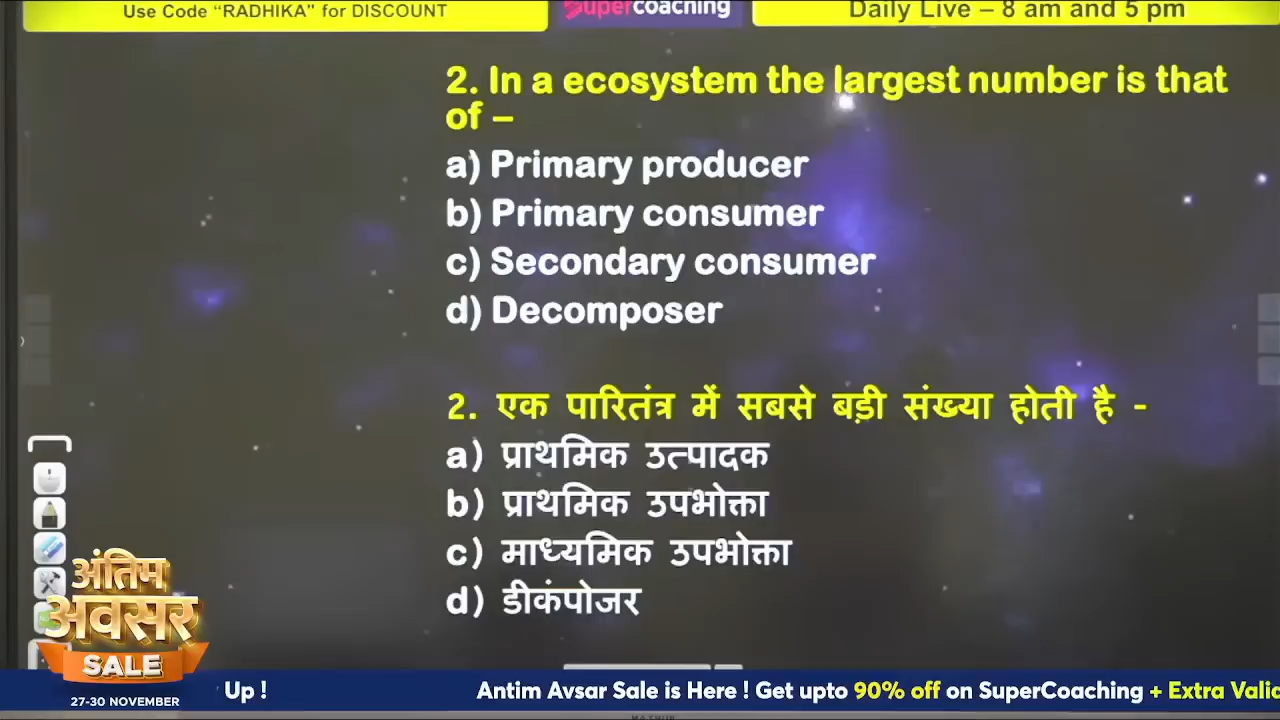 Use Code “RADHIKA” for DISCOUNT
Supercoaching
Daily Live – 8 am and 5 pm
2. In a ecosystem the largest number is that
of –
a) Primary producer
b) Primary consumer
c) Secondary consumer
d) Decomposer
2. एक पारितंत्र में सबसे बड़ी संख्या होती है -
a) प्राथमिक उत्पादक
b) प्राथमिक उपभोक्ता
c) माध्यमिक उपभोक्ता
d) डीकंपोजर
अंतिम
अवसर
SALE
27-30 NOVEMBER
Up ! Antim Avsar Sale is Here ! Get upto 90% off on SuperCoaching + Extra